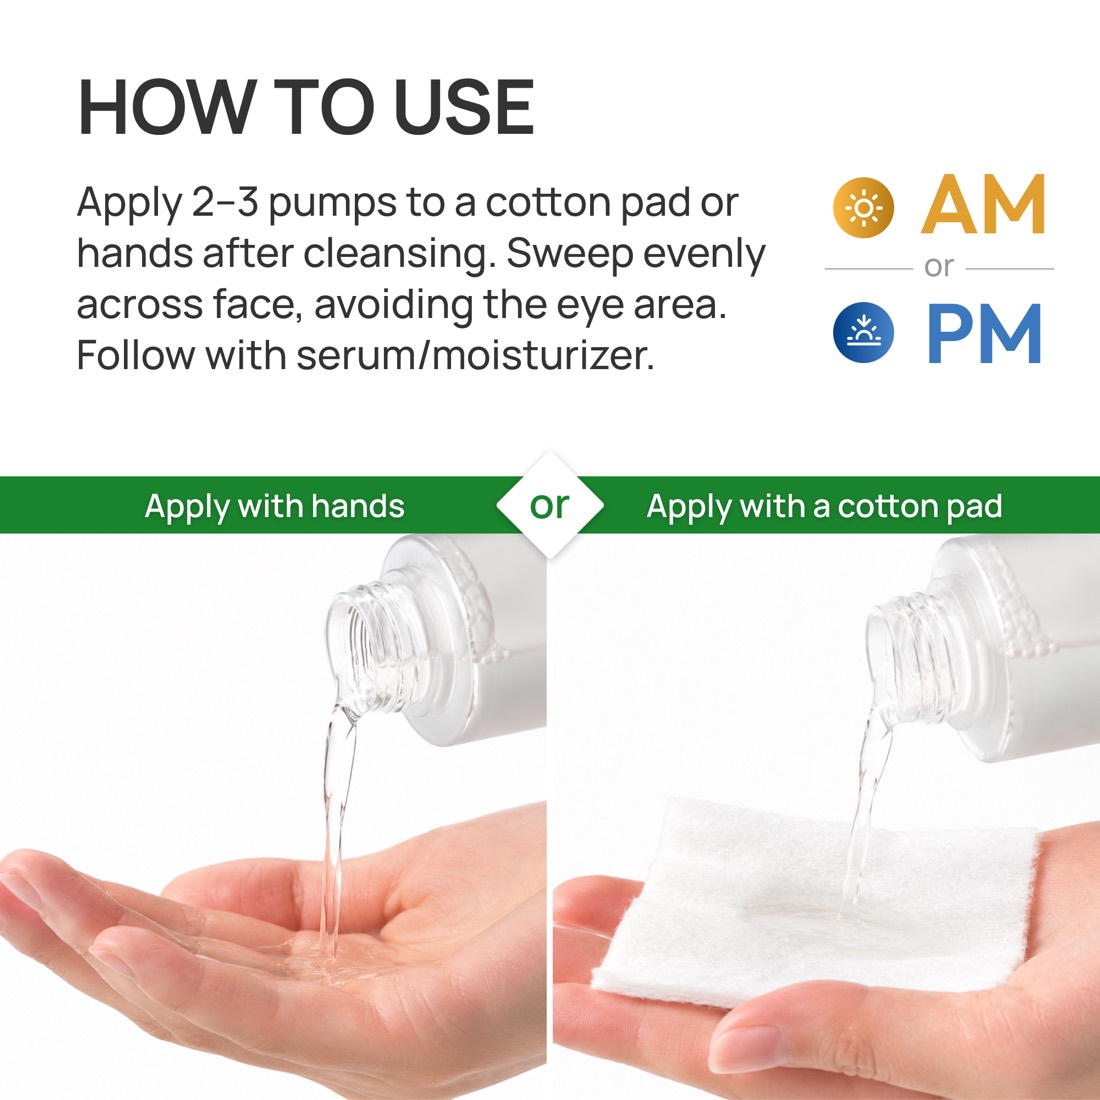 HOW TO USE
Apply 2–3 pumps to a cotton pad or
hands after cleansing. Sweep evenly
across face, avoiding the eye area.
Follow with serum/moisturizer.
AM
or
PM
Apply with hands
or
Apply with a cotton pad